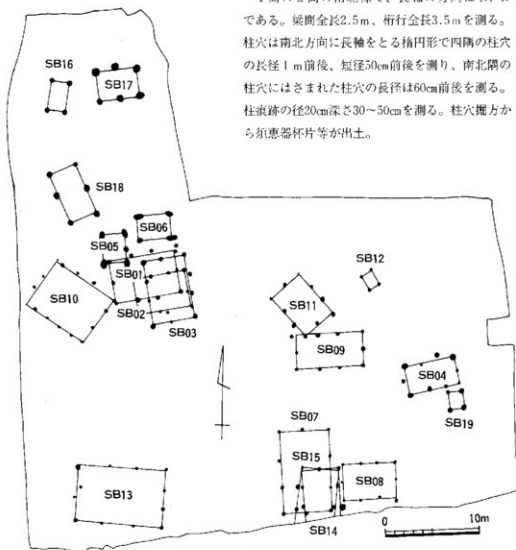 である。梁間全長2.5m、桁行全長3.5mを測る。
柱穴は南北方向に長軸をとる楕円形で四隅の柱穴
の長径1m前後、短径50cm前後を測り、南北隅の
柱穴にはさまれた柱穴の長径は60cm前後を測る。
柱痕跡の径20cm深さ30〜50cmを測る。柱穴掘方か
ら須恵器杯片等が出土。
SB16
SB17
SB18
SB05
SB06
SB01
SB10
SB02
SB03
SB12
SB11
SB09
SB04
SB19
SB07
SB15
SB08
SB13
SB14
0 10m